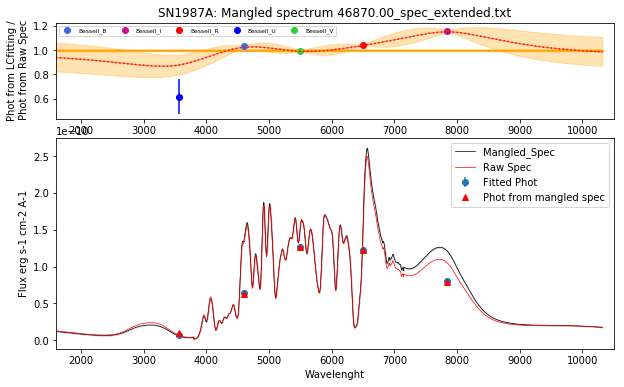 SN1987A: Mangled spectrum 46870.00_spec_extended.txt
Phot from LCfitting /
Phot from Raw Spec
1.2
1.0
0.8
0.6
Bessell_B
Bessell_I
Bessell_R
Bessell_U
Bessell_V
2000 3000 4000 5000 6000 7000 8000 9000 10000
1e−10
Flux erg s-1 cm-2 A-1
2.5
2.0
1.5
1.0
0.5
0.0
Mangled_Spec
Raw Spec
Fitted Phot
Phot from mangled spec
2000 3000 4000 5000 6000 7000 8000 9000 10000
Wavelenght